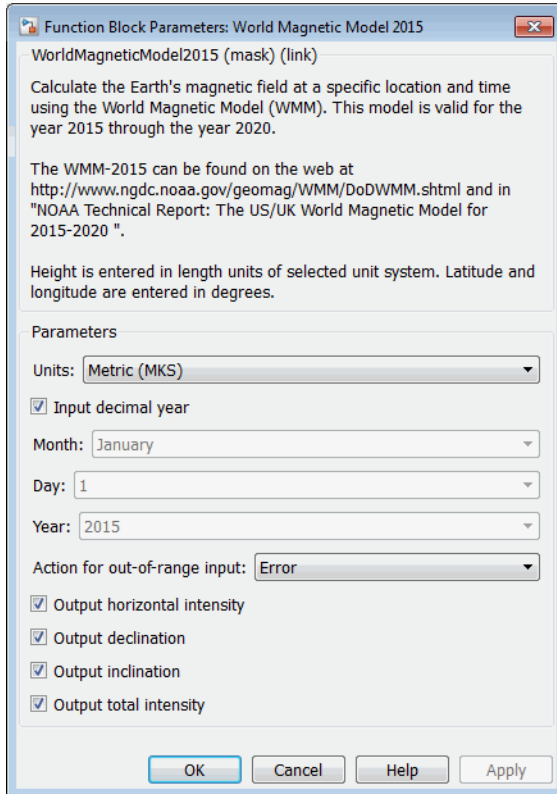 Function Block Parameters: World Magnetic Model 2015
WorldMagneticModel2015 (mask) (link)
Calculate the Earth's magnetic field at a specific location and time
using the World Magnetic Model (WMM). This model is valid for the
year 2015 through the year 2020.
The WMM-2015 can be found on the web at
http://www.ngdc.noaa.gov/geomag/WMM/DoDWMM.shtml and in
"NOAA Technical Report: The US/UK World Magnetic Model for
2015-2020 ".
Height is entered in length units of selected unit system. Latitude and
longitude are entered in degrees.
Parameters
Units: Metric (MKS)
Input decimal year
Month: January
Day: 1
Year: 2015
Action for out-of-range input: Error
Output horizontal intensity
Output declination
Output inclination
Output total intensity
OK Cancel Help Apply